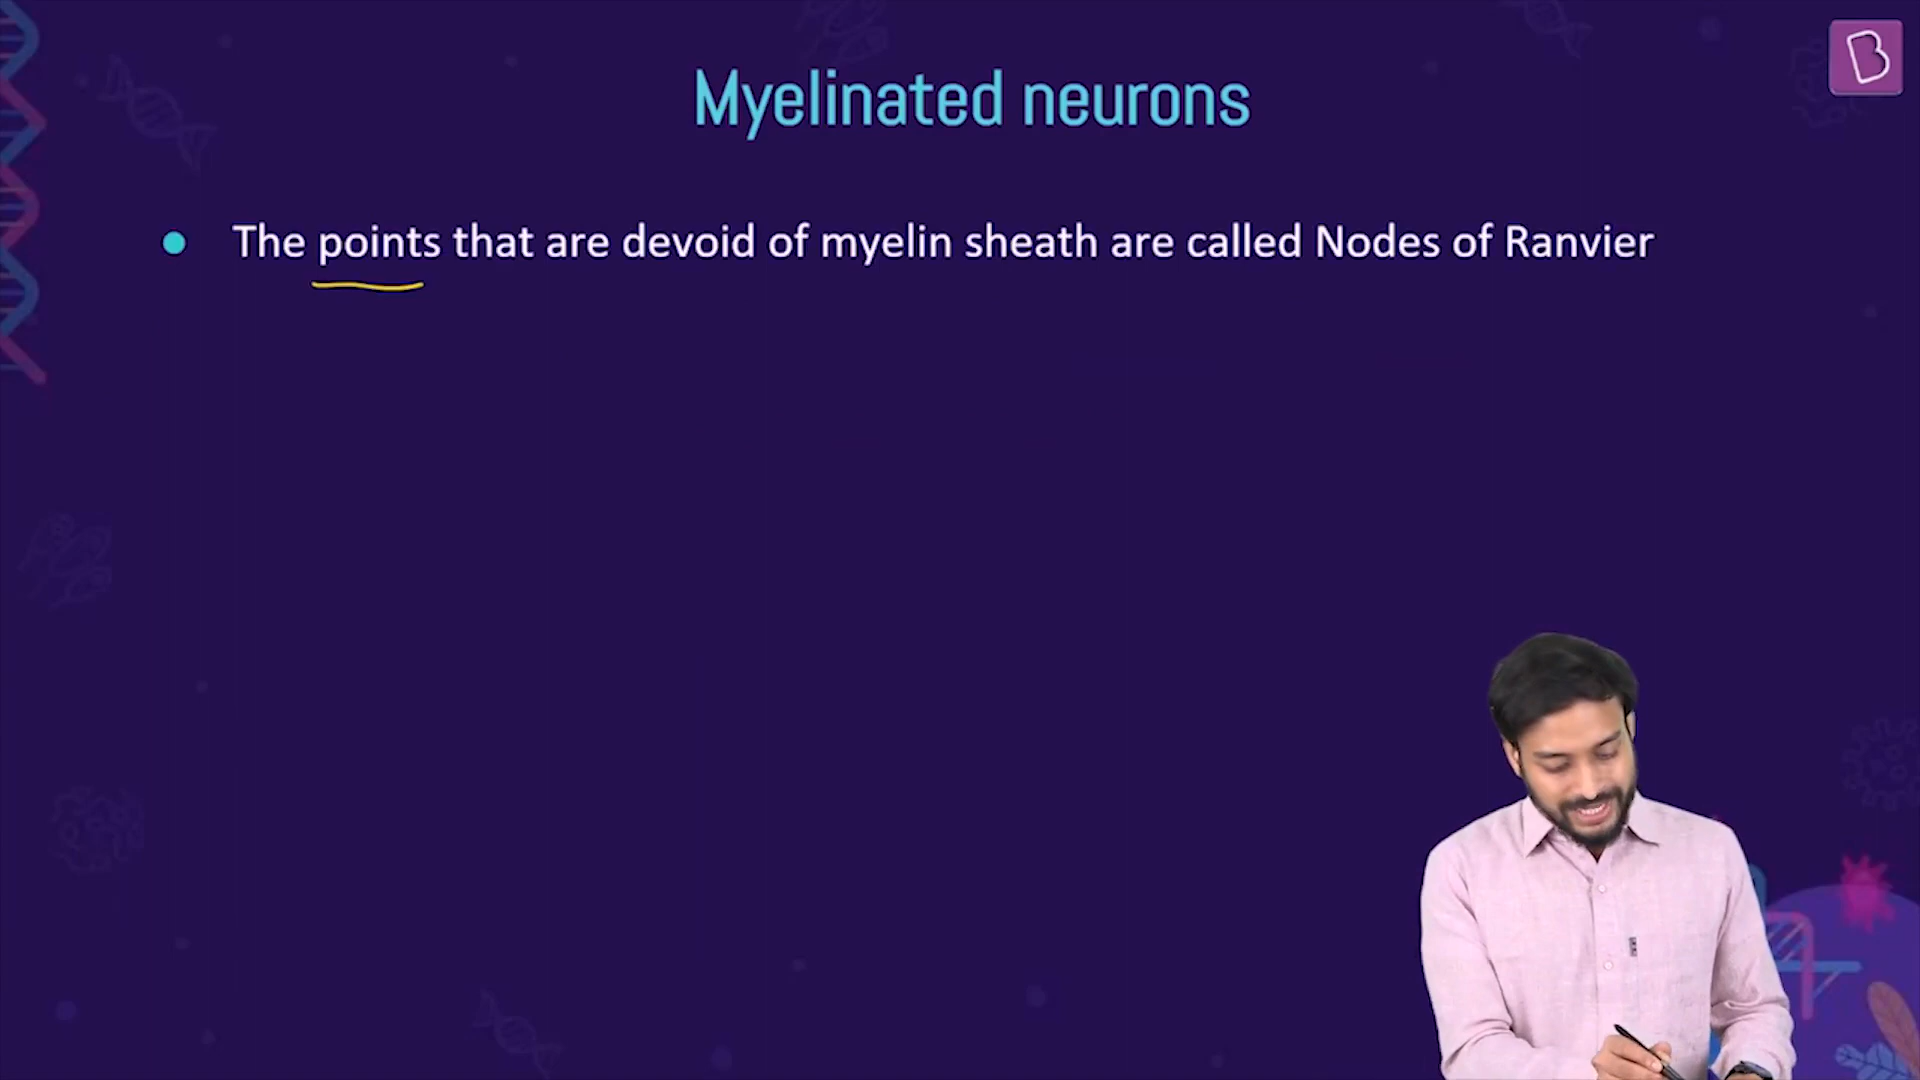 Myelinated neurons
The points that are devoid of myelin sheath are called Nodes of Ranvier
B